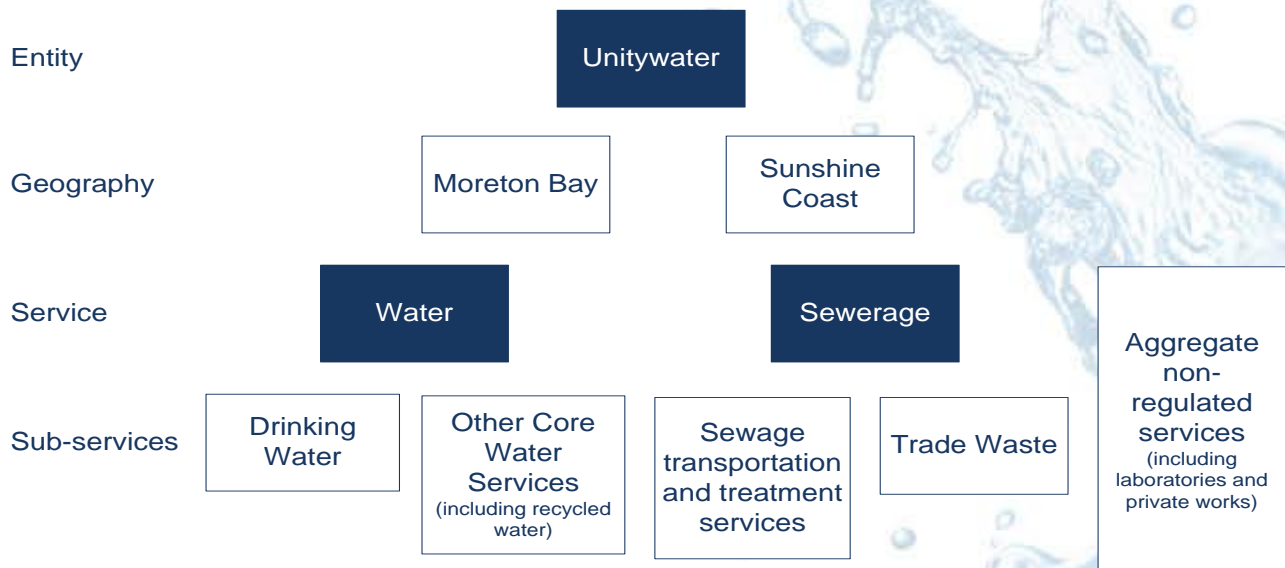 Entity
Unitywater
Geography
Moreton Bay
Sunshine
Coast
Service
Water
Sewerage
Sub-services
Drinking
Water
Other Core
Water
Services
(including recycled
water)
Sewage
transportation
and treatment
services
Trade Waste
Aggregate
non-
regulated
services
(including
laboratories and
private works)